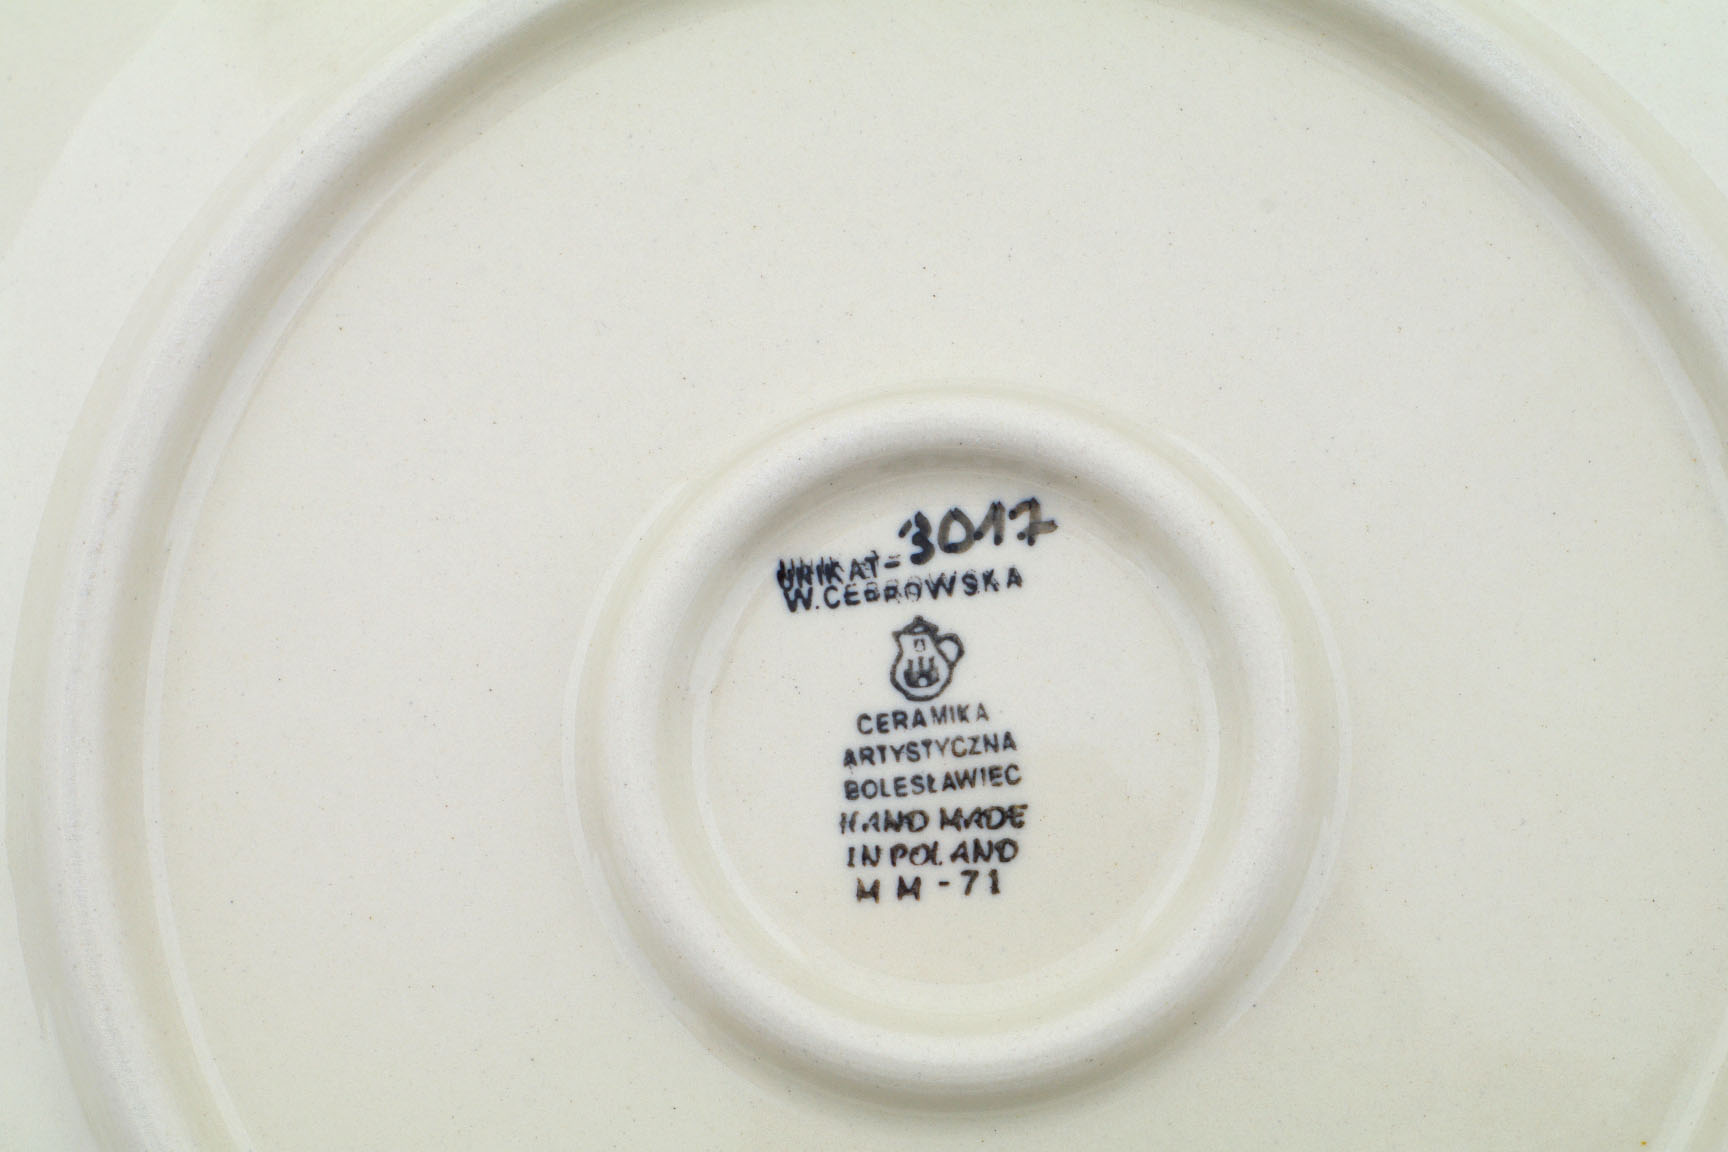 3017
UNIKAT-
W. CEBROWSKA
CERAMIKA
ARTYSTYCZNA
BOLESŁAWIEC
HAND MADE
IN POLAND
MM-71